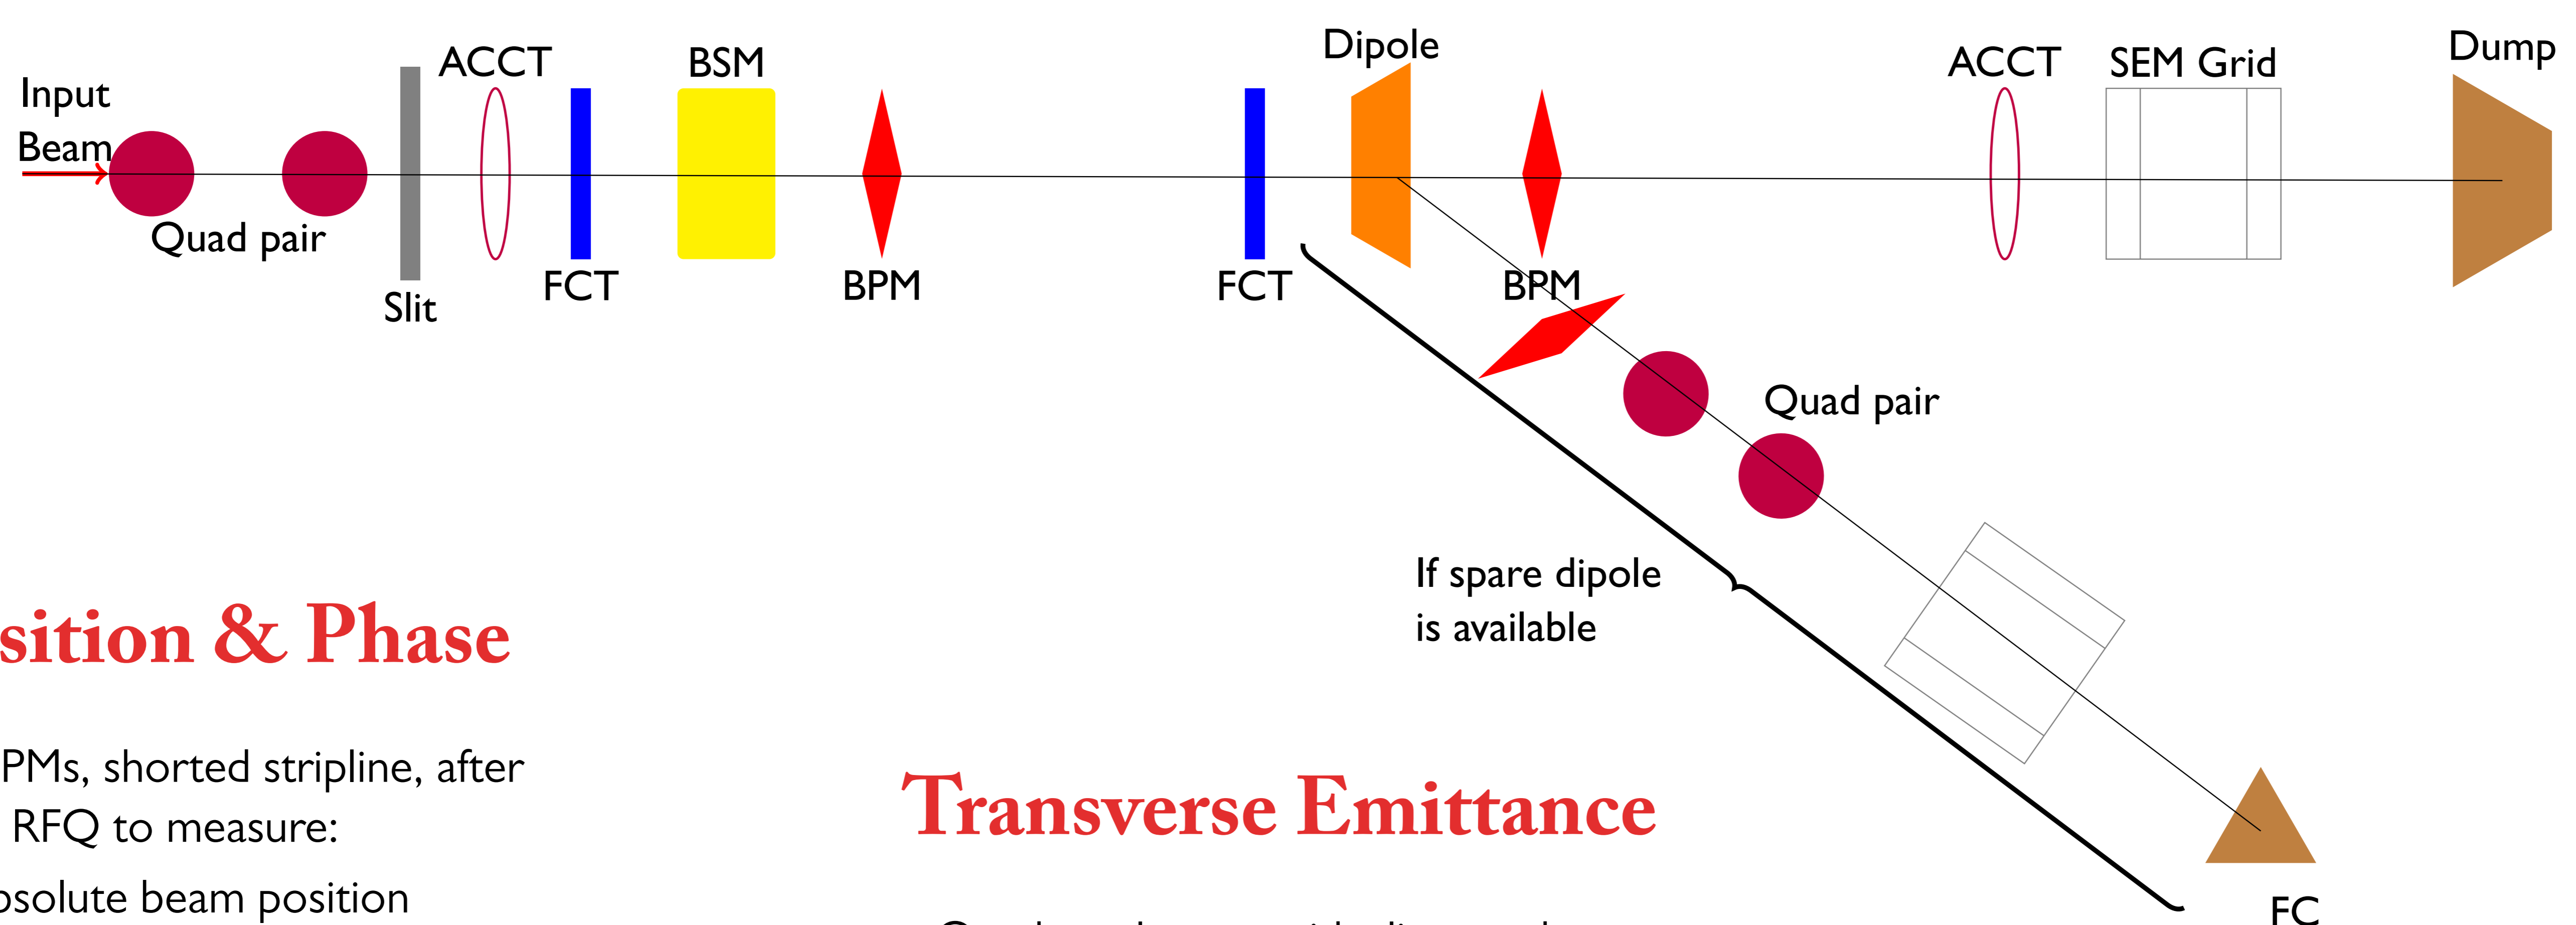 Dipole
Dump
ACCT
BSM
ACCT
SEM Grid
Input
Beam
Quad pair
Slit
FCT
BPM
FCT
BPM
Quad pair
If spare dipole
is available
sition & Phase
PMs, shorted stripline, after
RFQ to measure:
bsolute beam position
Transverse Emittance
FC